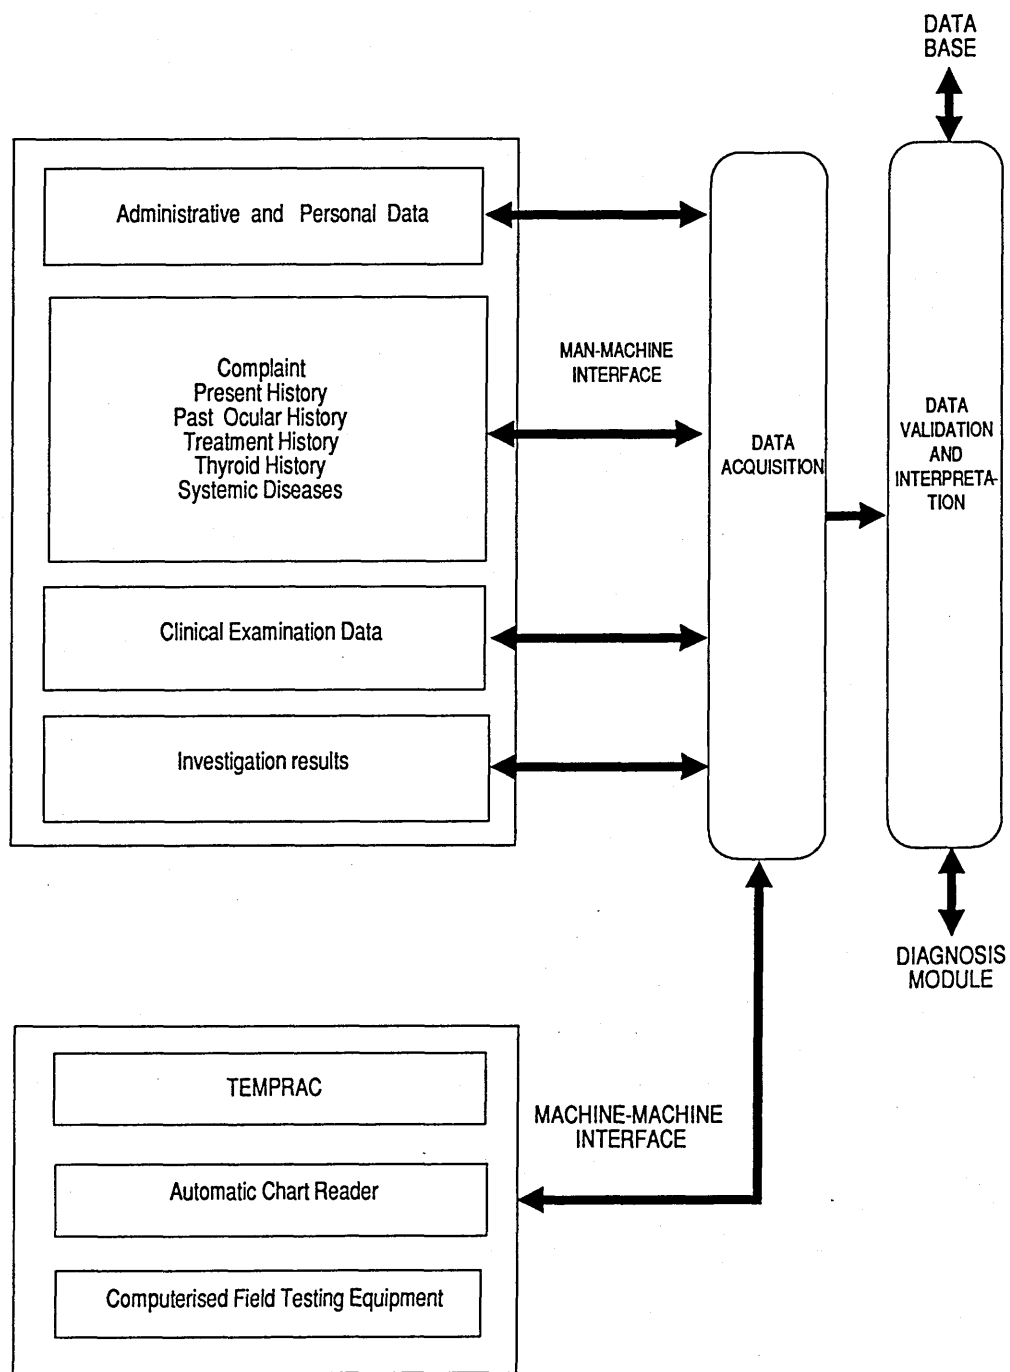 DATA
BASE
Administrative and Personal Data
Complaint
Present History
Past Ocular History
Treatment History
Thyroid History
Systemic Diseases
MAN-MACHINE
INTERFACE
DATA
ACQUISITION
DATA
VALIDATION
AND
INTERPRETA-
TION
Clinical Examination Data
Investigation results
DIAGNOSIS
MODULE
TEMPRAC
MACHINE-MACHINE
INTERFACE
Automatic Chart Reader
Computerised Field Testing Equipment